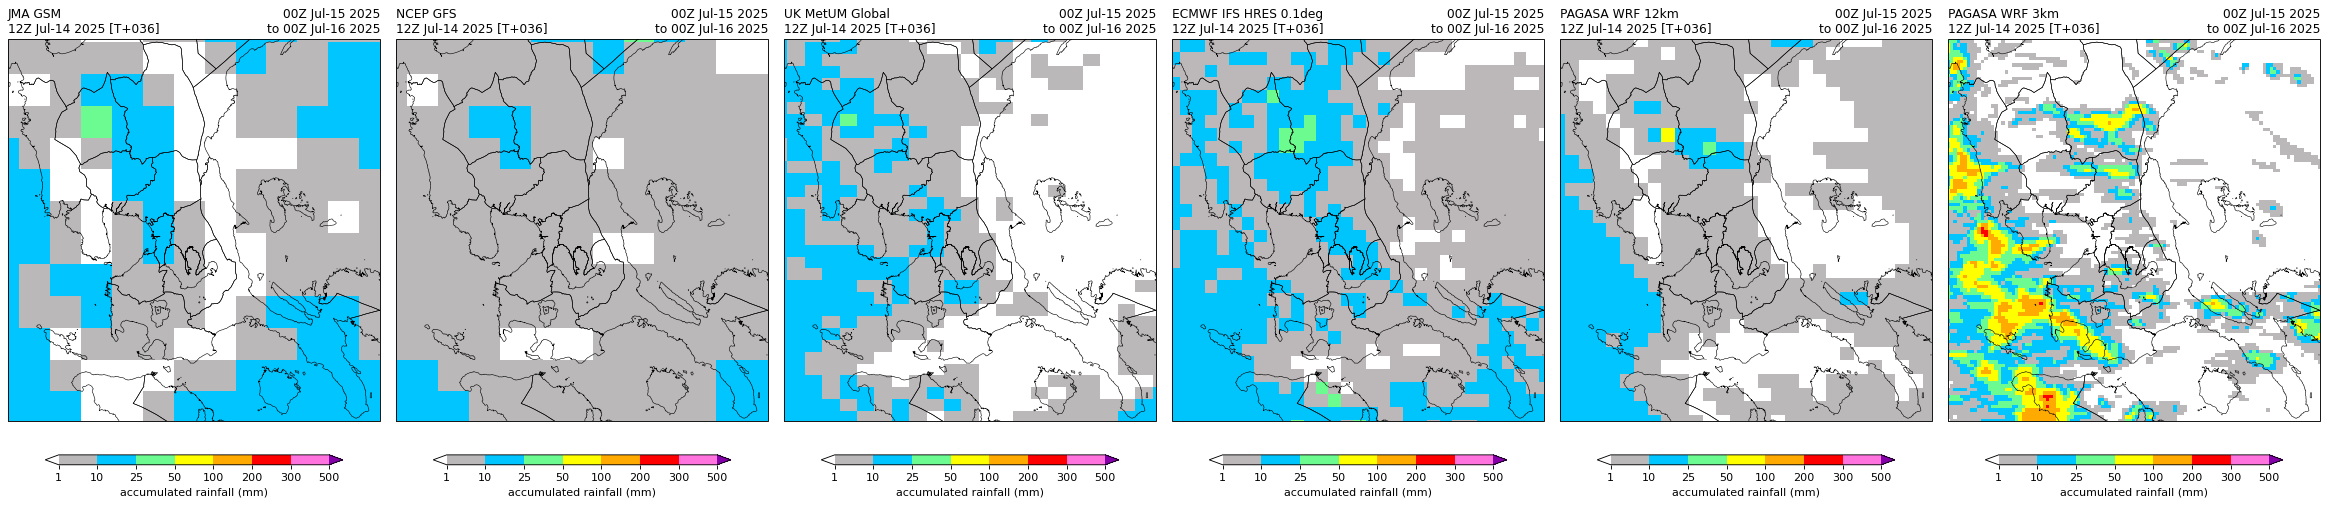 JMA GSM 00Z Jul-15 2025
12Z Jul-14 2025 [T+036] to 00Z Jul-16 2025
1 10 25 50 100 200 300 500
accumulated rainfall (mm)
NCEP GFS 00Z Jul-15 2025
12Z Jul-14 2025 [T+036] to 00Z Jul-16 2025
1 10 25 50 100 200 300 500
accumulated rainfall (mm)
UK MetUM Global 00Z Jul-15 2025
12Z Jul-14 2025 [T+036] to 00Z Jul-16 2025
1 10 25 50 100 200 300 500
accumulated rainfall (mm)
ECMWF IFS HRES 0.1deg 00Z Jul-15 2025
12Z Jul-14 2025 [T+036] to 00Z Jul-16 2025
1 10 25 50 100 200 300 500
accumulated rainfall (mm)
PAGASA WRF 12km 00Z Jul-15 2025
12Z Jul-14 2025 [T+036] to 00Z Jul-16 2025
1 10 25 50 100 200 300 500
accumulated rainfall (mm)
PAGASA WRF 3km 00Z Jul-15 2025
12Z Jul-14 2025 [T+036] to 00Z Jul-16 2025
1 10 25 50 100 200 300 500
accumulated rainfall (mm)